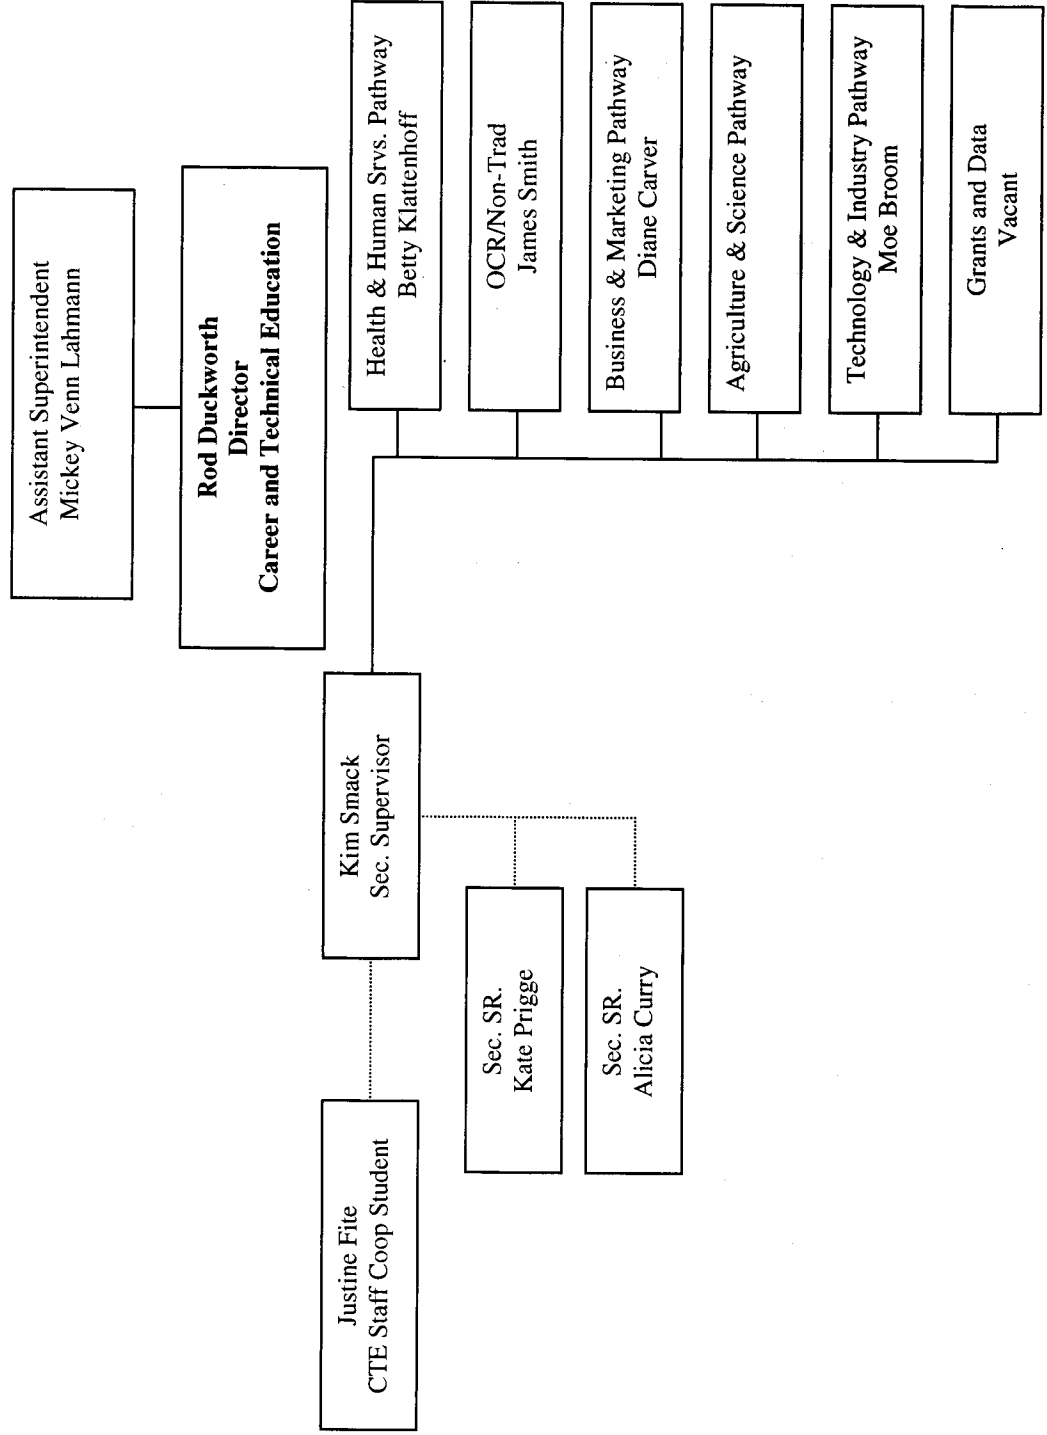 Assistant Superintendent
Mickey Venn Lahmann
Rod Duckworth
Director
Career and Technical Education
Justine Fite
CTE Staff Coop Student
Kim Smack
Sec. Supervisor
Sec. SR.
Kate Prigge
Sec. SR.
Alicia Curry
Health & Human Srvs. Pathway
Betty Klattenhoff
OCR/Non-Trad
James Smith
Business & Marketing Pathway
Diane Carver
Agriculture & Science Pathway
Technology & Industry Pathway
Moe Broom
Grants and Data
Vacant